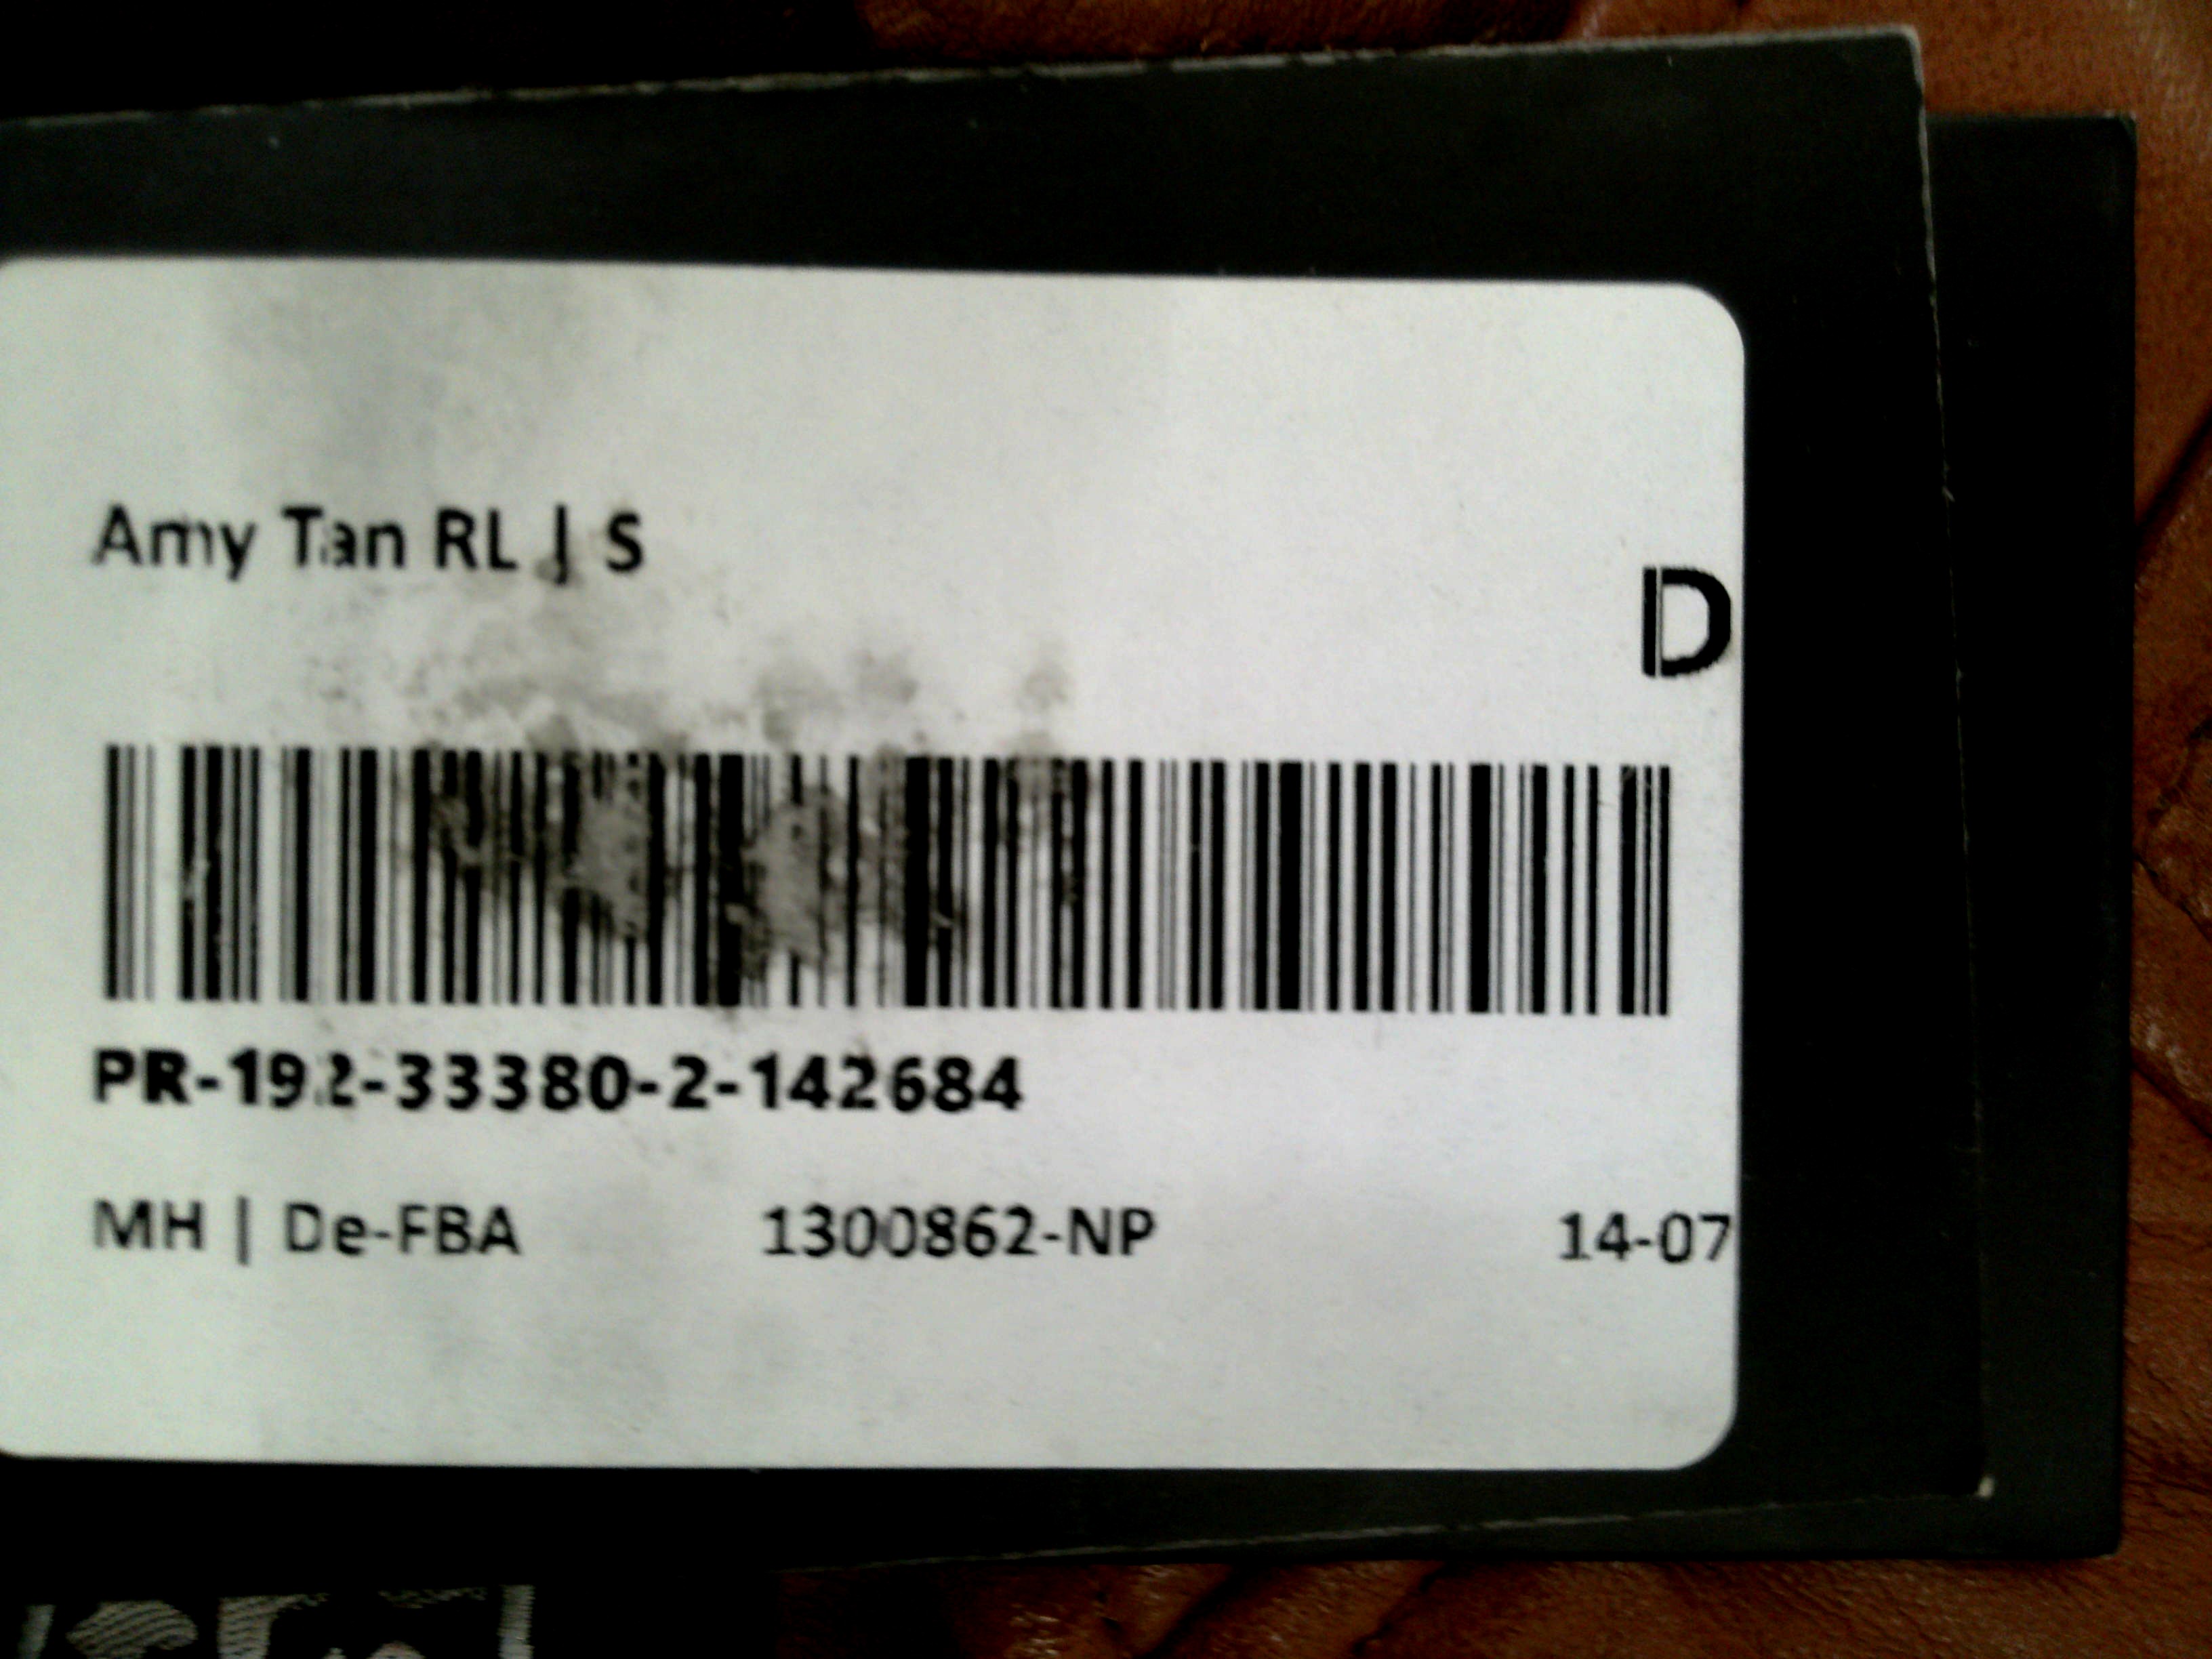 Amy Tan RL | S
D
PR-192-33380-2-142684
MH | De-FBA 1300862-NP 14-07